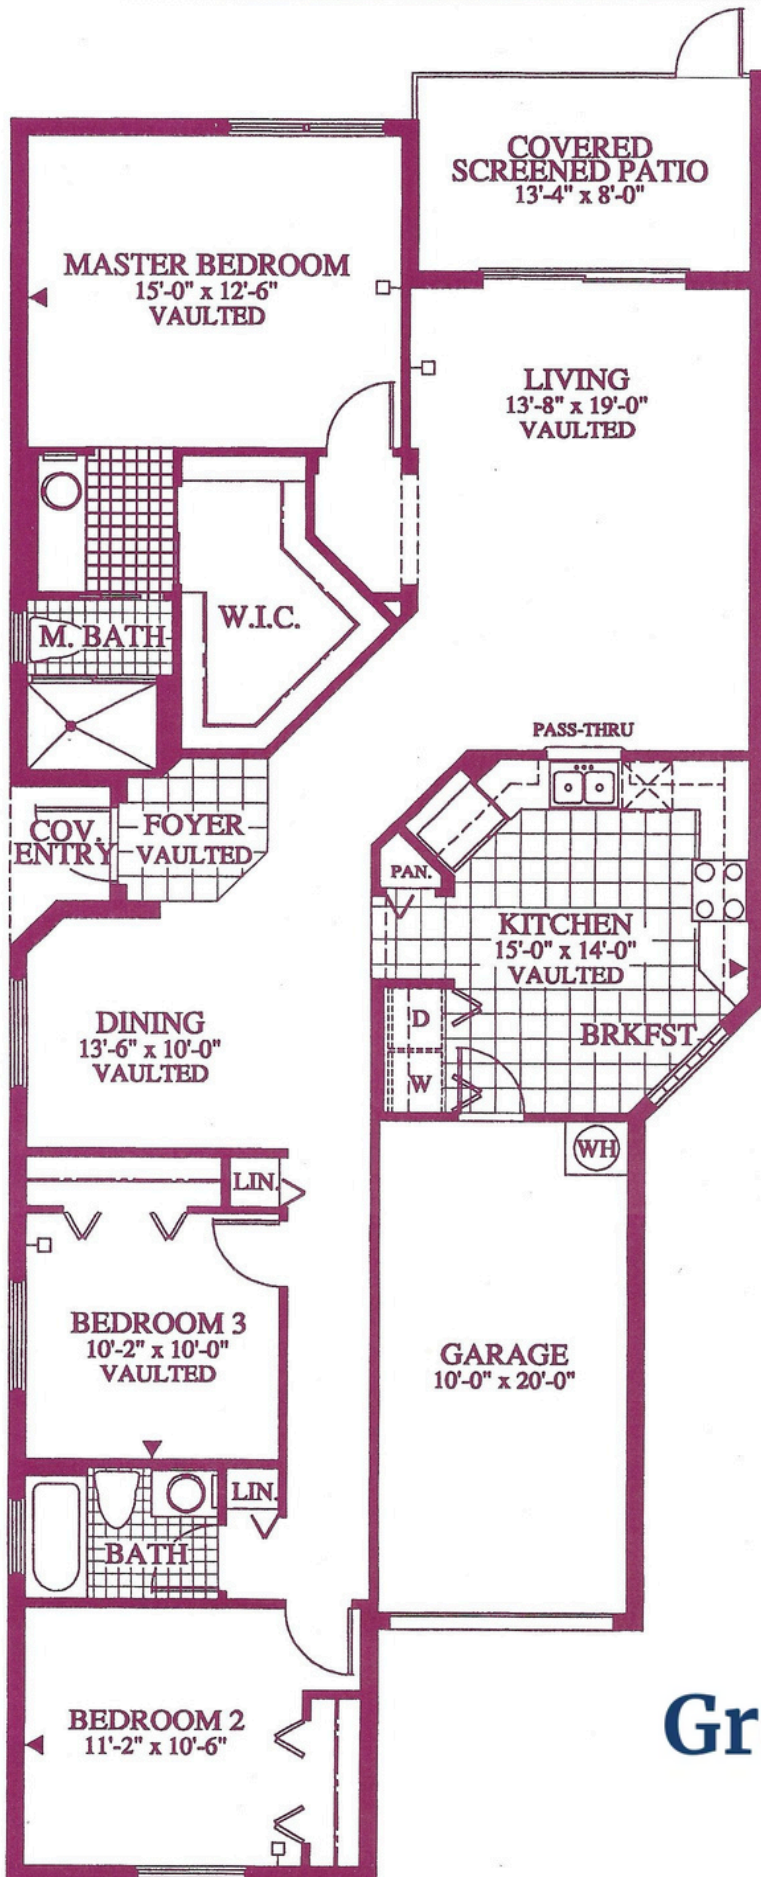 COVERED
SCREENED PATIO
13'-4" x 8'-0"
MASTER BEDROOM
15'-0" x 12'-6"
VAULTED
LIVING
13'-8" x 19'-0"
VAULTED
W.I.C.
M. BATH
PASS-THRU
COV.
ENTRY
FOYER
VAULTED
PAN.
KITCHEN
15'-0" x 14'-0"
VAULTED
BRKFST
D
W
DINING
13'-6" x 10'-0"
VAULTED
WH
LIN.
BEDROOM 3
10'-2" x 10'-0"
VAULTED
GARAGE
10'-0" x 20'-0"
LIN.
BATH
BEDROOM 2
11'-2" x 10'-6"
Gr